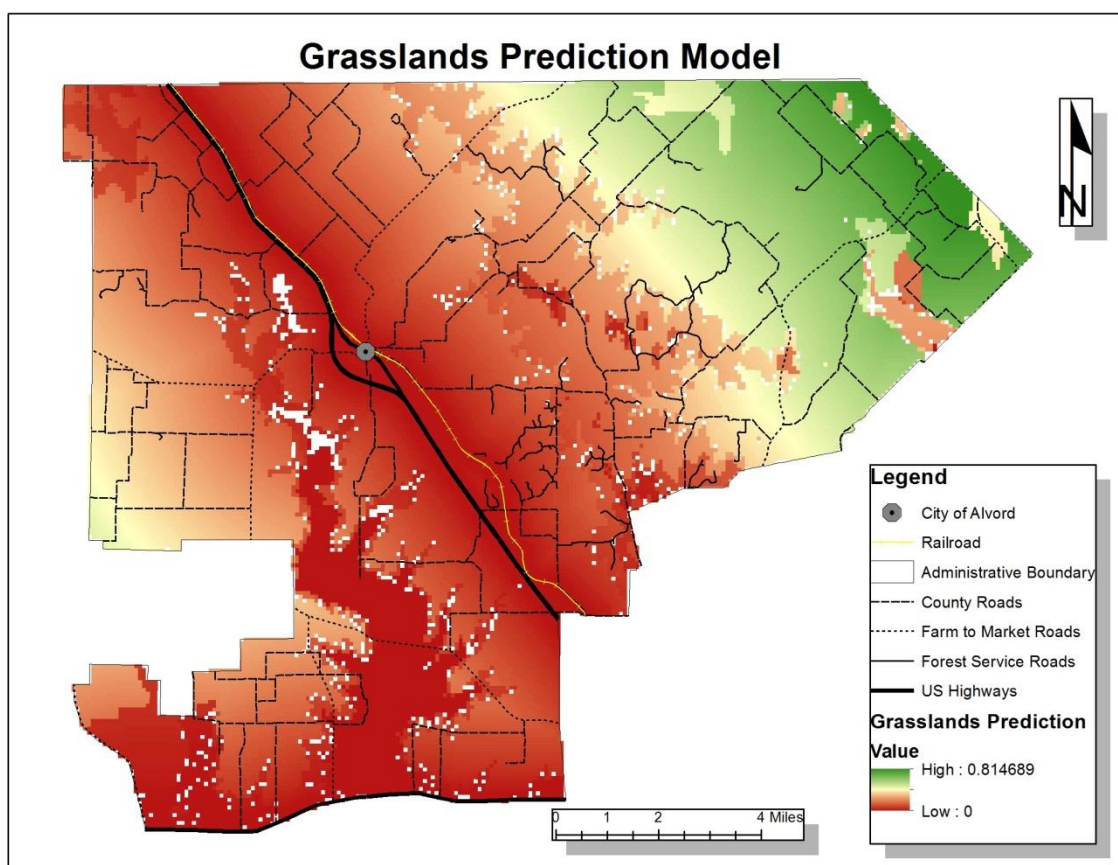 Grasslands Prediction Model
N
Legend
City of Alvord
Railroad
Administrative Boundary
County Roads
Farm to Market Roads
Forest Service Roads
US Highways
Grasslands Prediction
Value
High : 0.814689
Low : 0
0 1 2 4 Miles